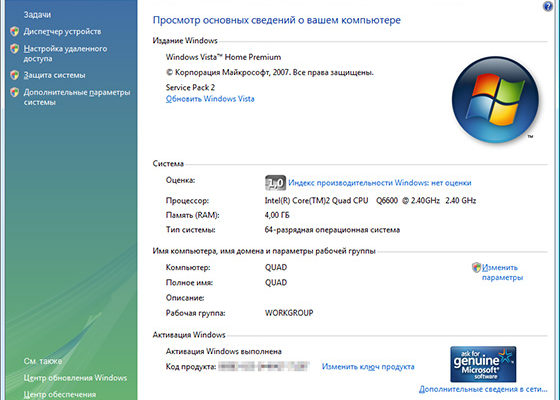 Задачи
Диспетчер устройств
Настройка удаленного
доступа
Защита системы
Дополнительные параметры
системы
См. также
Центр обновления Windows
Центр обеспечения
Просмотр основных сведений о вашем компьютере
Издание Windows
Windows Vista™ Home Premium
© Корпорация Майкрософт, 2007. Все права защищены.
Service Pack 2
Обновить Windows Vista
Система
Оценка: 1,0 Индекс производительности Windows: нет оценки
Процессор: Intel(R) Core(TM)2 Quad CPU Q6600 @ 2.40GHz 2.40 GHz
Память (RAM): 4,00 ГБ
Тип системы: 64-разрядная операционная система
Имя компьютера, имя домена и параметры рабочей группы
Компьютер: QUAD Изменить
параметры
Полное имя: QUAD
Описание:
Рабочая группа: WORKGROUP
Активация Windows
Активация Windows выполнена
Код продукта: Изменить ключ продукта
ask for
genuine
Microsoft
software
Дополнительные сведения в сети...